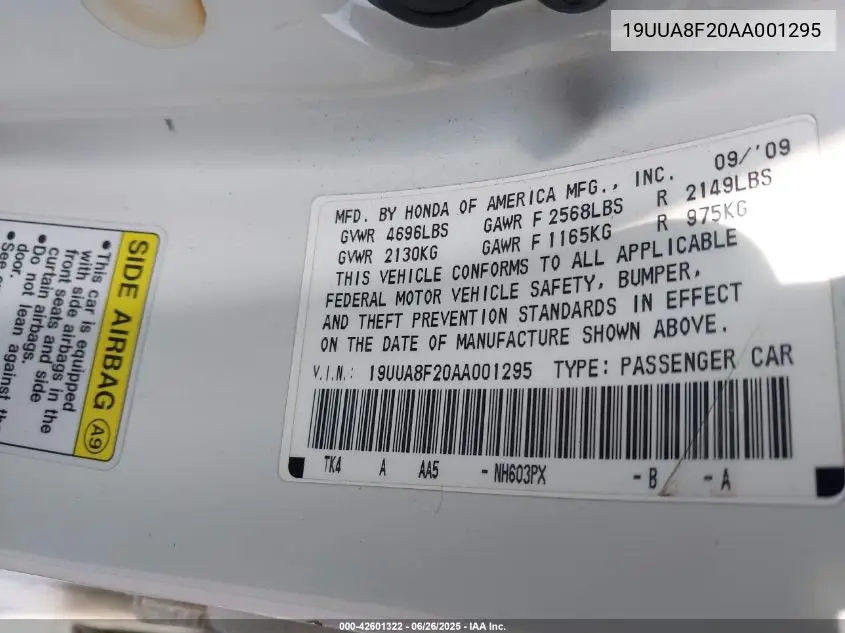 19UUA8F20AA001295
MFD. BY HONDA OF AMERICA MFG., INC. 09/'09
GVWR 4696LBS GAWR F 2568LBS R 2149LBS
GVWR 2130KG GAWR F 1165KG R 975KG
THIS VEHICLE CONFORMS TO ALL APPLICABLE
FEDERAL MOTOR VEHICLE SAFETY, BUMPER,
AND THEFT PREVENTION STANDARDS IN EFFECT
ON THE DATE OF MANUFACTURE SHOWN ABOVE.
V.I.N.: 19UUA8F20AA001295 TYPE: PASSENGER CAR
TK4 A AA5 -NH603PX -B -A
SIDE AIRBAG A9
•This car is equipped
with side airbags in
front seats and side
curtain airbags.
•Do not lean against the
door.
•See
000-42601322 - 06/26/2025 - IAA Inc.